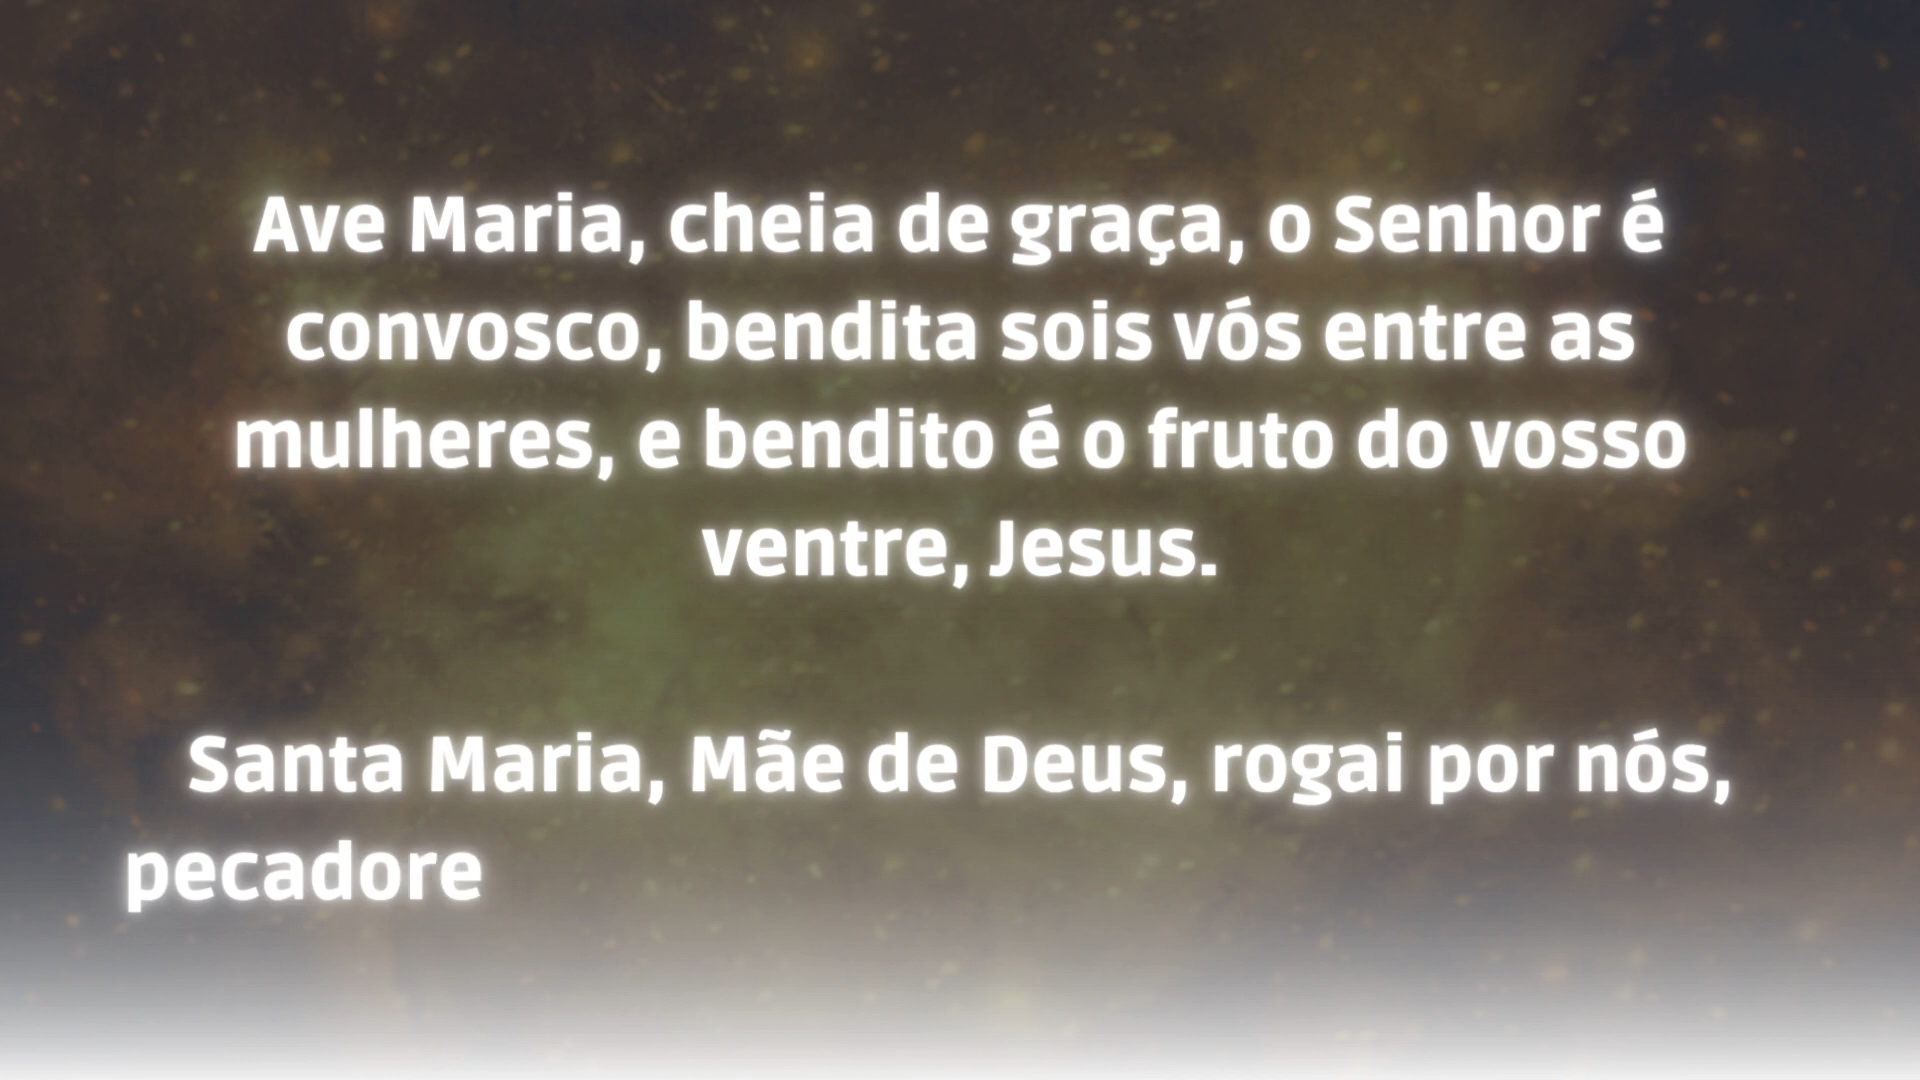 Ave Maria, cheia de graça, o Senhor é
convosco, bendita sois vós entre as
mulheres, e bendito é o fruto do vosso
ventre, Jesus.
Santa Maria, Mãe de Deus, rogai por nós,
pecadore